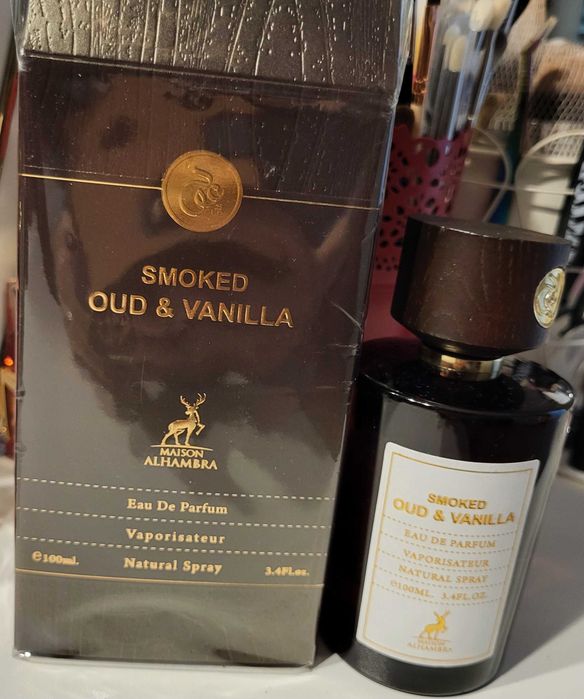 SMOKED
OUD & VANILLA
MAISON
ALHAMBRA
Eau De Parfum
Vaporisateur
℮100ml. Natural Spray 3.4Fl.oz.
SMOKED
OUD & VANILLA
EAU DE PARFUM
VAPORISATEUR
NATURAL SPRAY
℮100ML. 3.4FL.OZ.
MAISON
ALHAMBRA